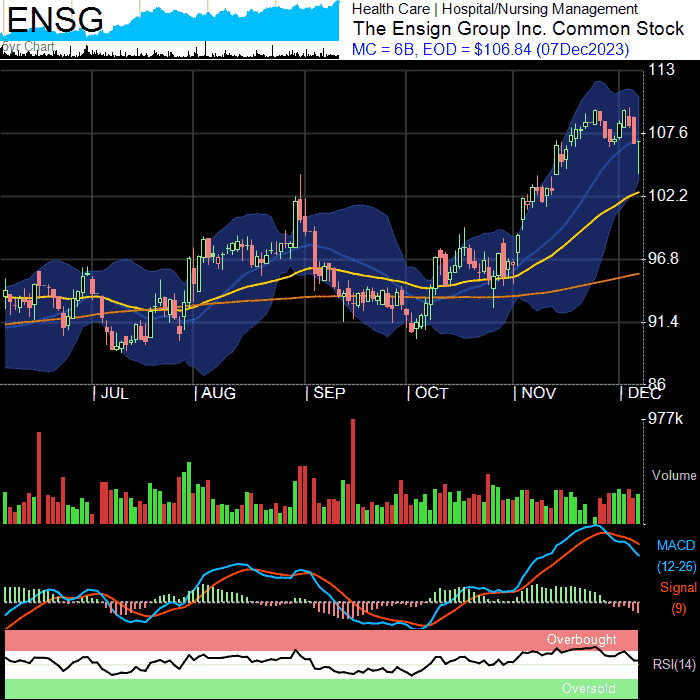 ENSG
5yr Chart
Health Care | Hospital/Nursing Management
The Ensign Group Inc. Common Stock
MC = 6B, EOD = $106.84 (07Dec2023)
113
107.6
102.2
96.8
91.4
86
| JUL | AUG | SEP | OCT | NOV | DEC
977k
Volume
MACD
(12-26)
Signal
(9)
Overbought
RSI(14)
Oversold